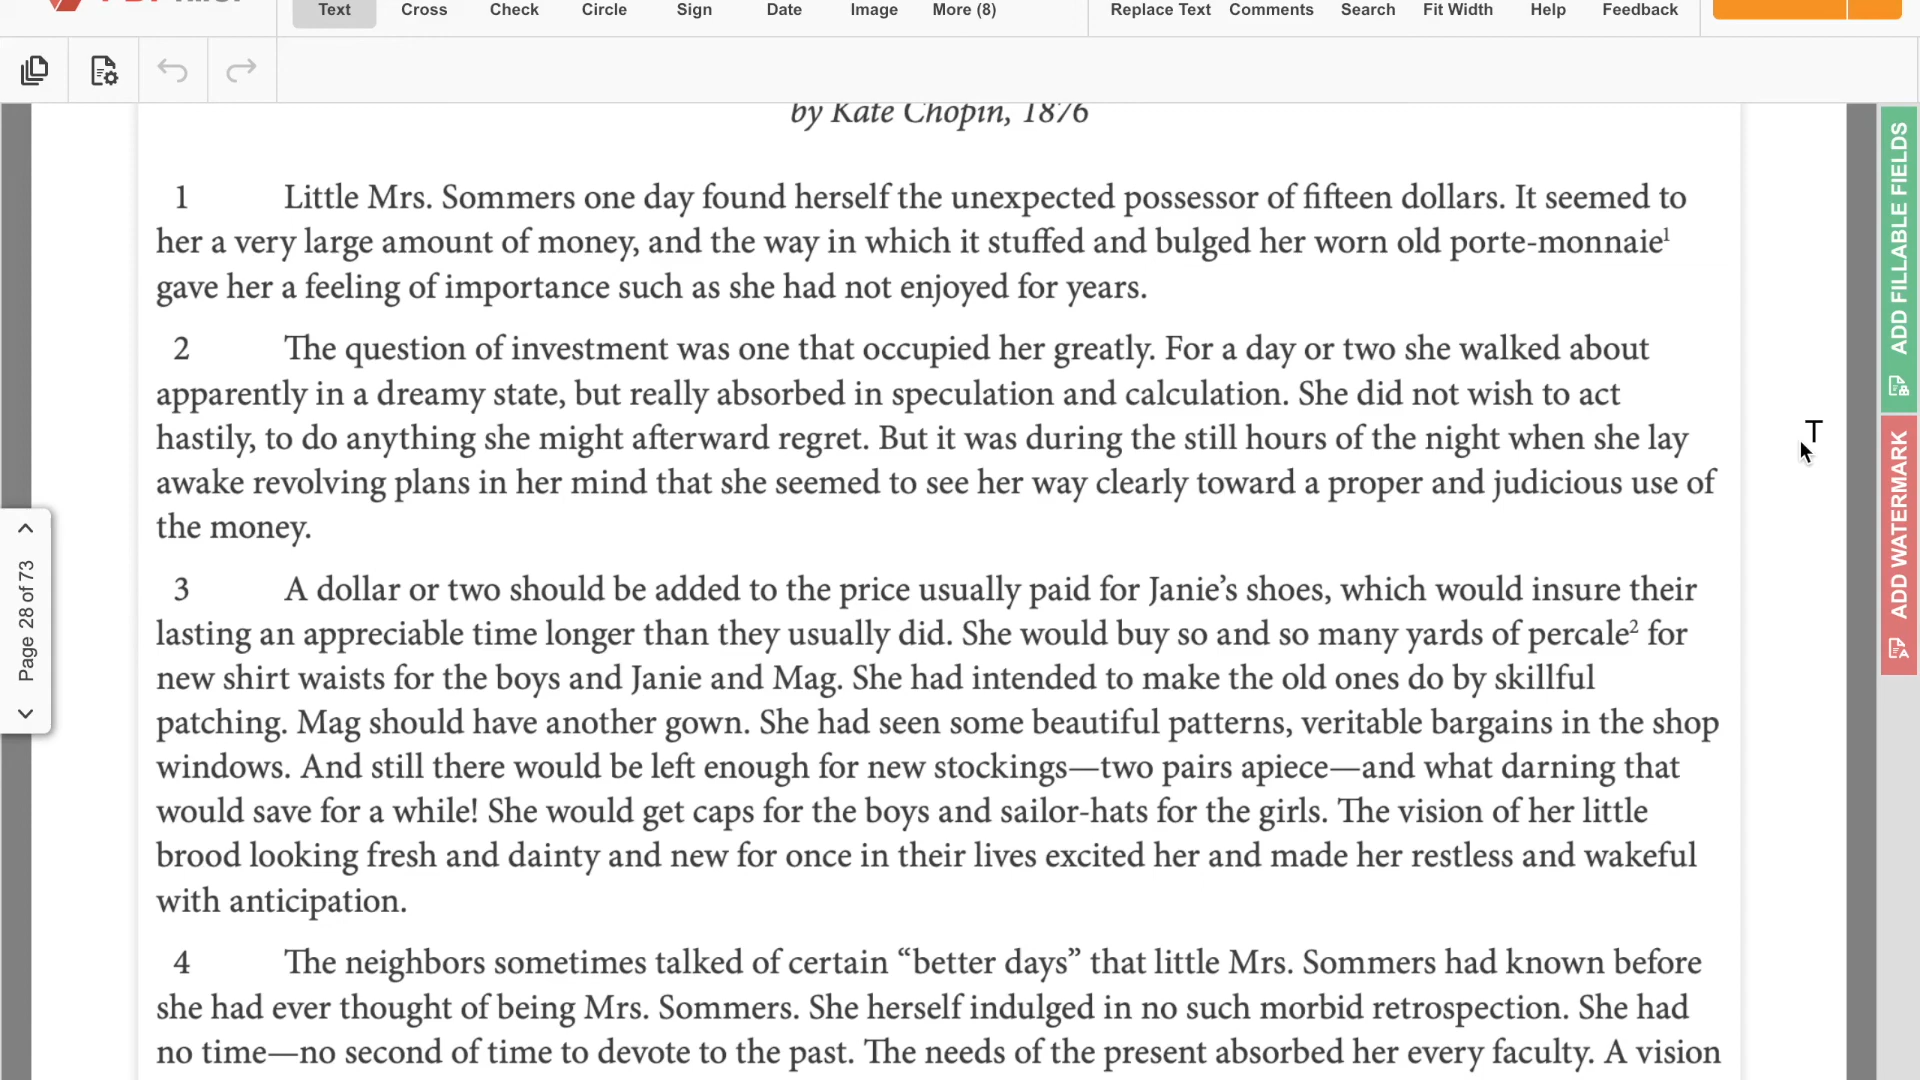 Text Cross Check Circle Sign Date Image More (8) Replace Text Comments Search Fit Width Help Feedback
by Kate Chopin, 1876
1 Little Mrs. Sommers one day found herself the unexpected possessor of fifteen dollars. It seemed to
her a very large amount of money, and the way in which it stuffed and bulged her worn old porte-monnaie¹
gave her a feeling of importance such as she had not enjoyed for years.
2 The question of investment was one that occupied her greatly. For a day or two she walked about
apparently in a dreamy state, but really absorbed in speculation and calculation. She did not wish to act
hastily, to do anything she might afterward regret. But it was during the still hours of the night when she lay
awake revolving plans in her mind that she seemed to see her way clearly toward a proper and judicious use of
the money.
3 A dollar or two should be added to the price usually paid for Janie’s shoes, which would insure their
lasting an appreciable time longer than they usually did. She would buy so and so many yards of percale² for
new shirt waists for the boys and Janie and Mag. She had intended to make the old ones do by skillful
patching. Mag should have another gown. She had seen some beautiful patterns, veritable bargains in the shop
windows. And still there would be left enough for new stockings—two pairs apiece—and what darning that
would save for a while! She would get caps for the boys and sailor-hats for the girls. The vision of her little
brood looking fresh and dainty and new for once in their lives excited her and made her restless and wakeful
with anticipation.
4 The neighbors sometimes talked of certain “better days” that little Mrs. Sommers had known before
she had ever thought of being Mrs. Sommers. She herself indulged in no such morbid retrospection. She had
no time—no second of time to devote to the past. The needs of the present absorbed her every faculty. A vision
Page 28 of 73
ADD FILLABLE FIELDS
ADD WATERMARK
T